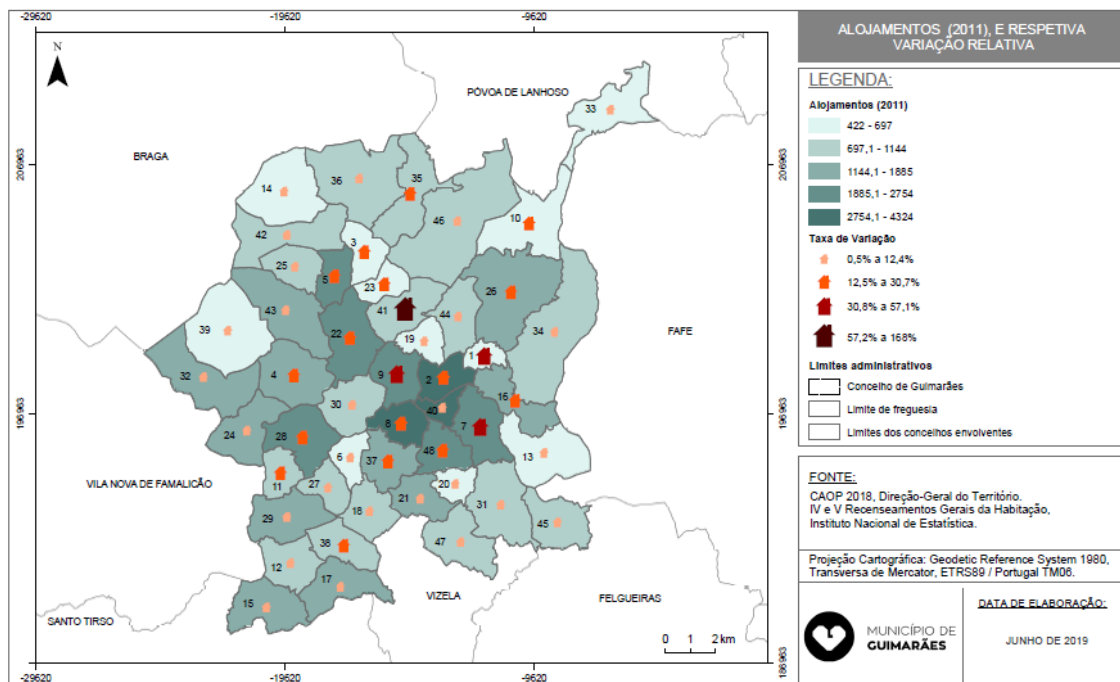 -29620
-19620
-9620
ALOJAMENTOS (2011), E RESPETIVA
VARIAÇÃO RELATIVA
N
LEGENDA:
Alojamentos (2011)
422 - 697
697,1 - 1144
1144,1 - 1885
1885,1 - 2754
2754,1 - 4324
Taxa de Variação
0,5% a 12,4%
12,5% a 30,7%
30,8% a 57,1%
57,2% a 168%
Limites administrativos
Concelho de Guimarães
Limite de freguesia
Limites dos concelhos envolventes
FONTE:
CAOP 2018, Direção-Geral do Território.
IV e V Recenseamentos Gerais da Habitação,
Instituto Nacional de Estatística.
Projeção Cartográfica: Geodetic Reference System 1980,
Transversa de Mercator, ETRS89 / Portugal TM06.
MUNICÍPIO DE
GUIMARÃES
DATA DE ELABORAÇÃO:
JUNHO DE 2019
PÓVOA DE LANHOSO
33
BRAGA
206963
206963
14
36
35
46
10
42
3
25
5
23
26
43
41
44
39
22
19
34
FAFE
1
32
4
9
2
16
30
40
196963
196963
24
28
8
7
48
6
37
13
VILA NOVA DE FAMALICÃO
11
27
20
21
18
31
29
45
38
47
12
17
15
VIZELA
FELGUEIRAS
SANTO TIRSO
0 1 2 km
186963
-29620
-19620
-9620